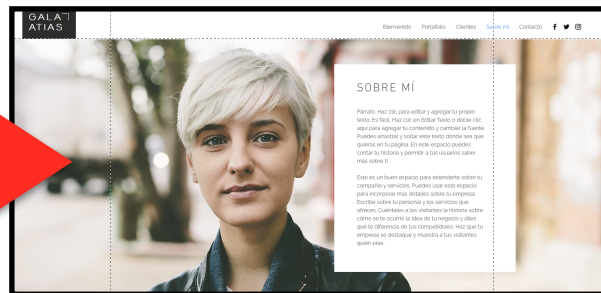 GALA
ATIAS
Bienvenido Portafolio Clientes Sobre mí Contacto
SOBRE MÍ
Párrafo. Haz clic para editar y agregar tu propio
texto. Es fácil. Haz clic en Editar Texto o doble clic
aquí para agregar tu contenido y cambiar la fuente.
Puedes arrastrar y soltar este texto donde sea que
quieras en tu página. En este espacio puedes
contar tu historia y permitir a tus usuarios saber
más sobre ti.
Este es un buen espacio para extenderte sobre tu
compañía y servicios. Puedes usar este espacio
para incorporar más detalles sobre tu empresa.
Escribe sobre tu personal y los servicios que
ofreces. Cuéntales a los visitantes la historia sobre
cómo se te ocurrió la idea de tu negocio y diles
qué te diferencia de tus competidores. Haz que tu
empresa se destaque y muestra a tus visitantes
quién eres.